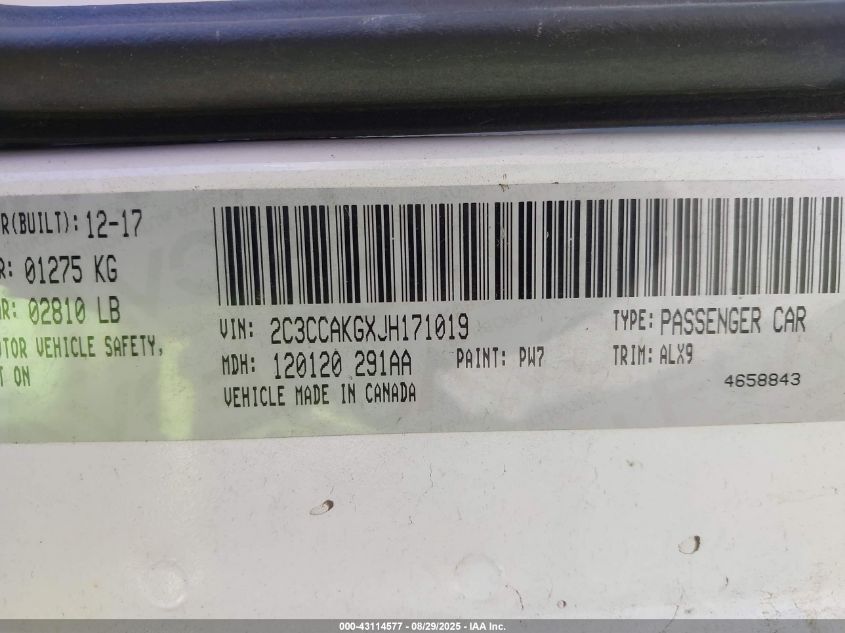 R(BUILT): 12-17
R: 01275 KG
R: 02810 LB
OTOR VEHICLE SAFETY,
T ON
VIN: 2C3CCAKGXJH171019
TYPE: PASSENGER CAR
MDH: 120120 291AA
PAINT: PW7
TRIM: ALX9
VEHICLE MADE IN CANADA
4658843
000-43114577 - 08/29/2025 - IAA Inc.